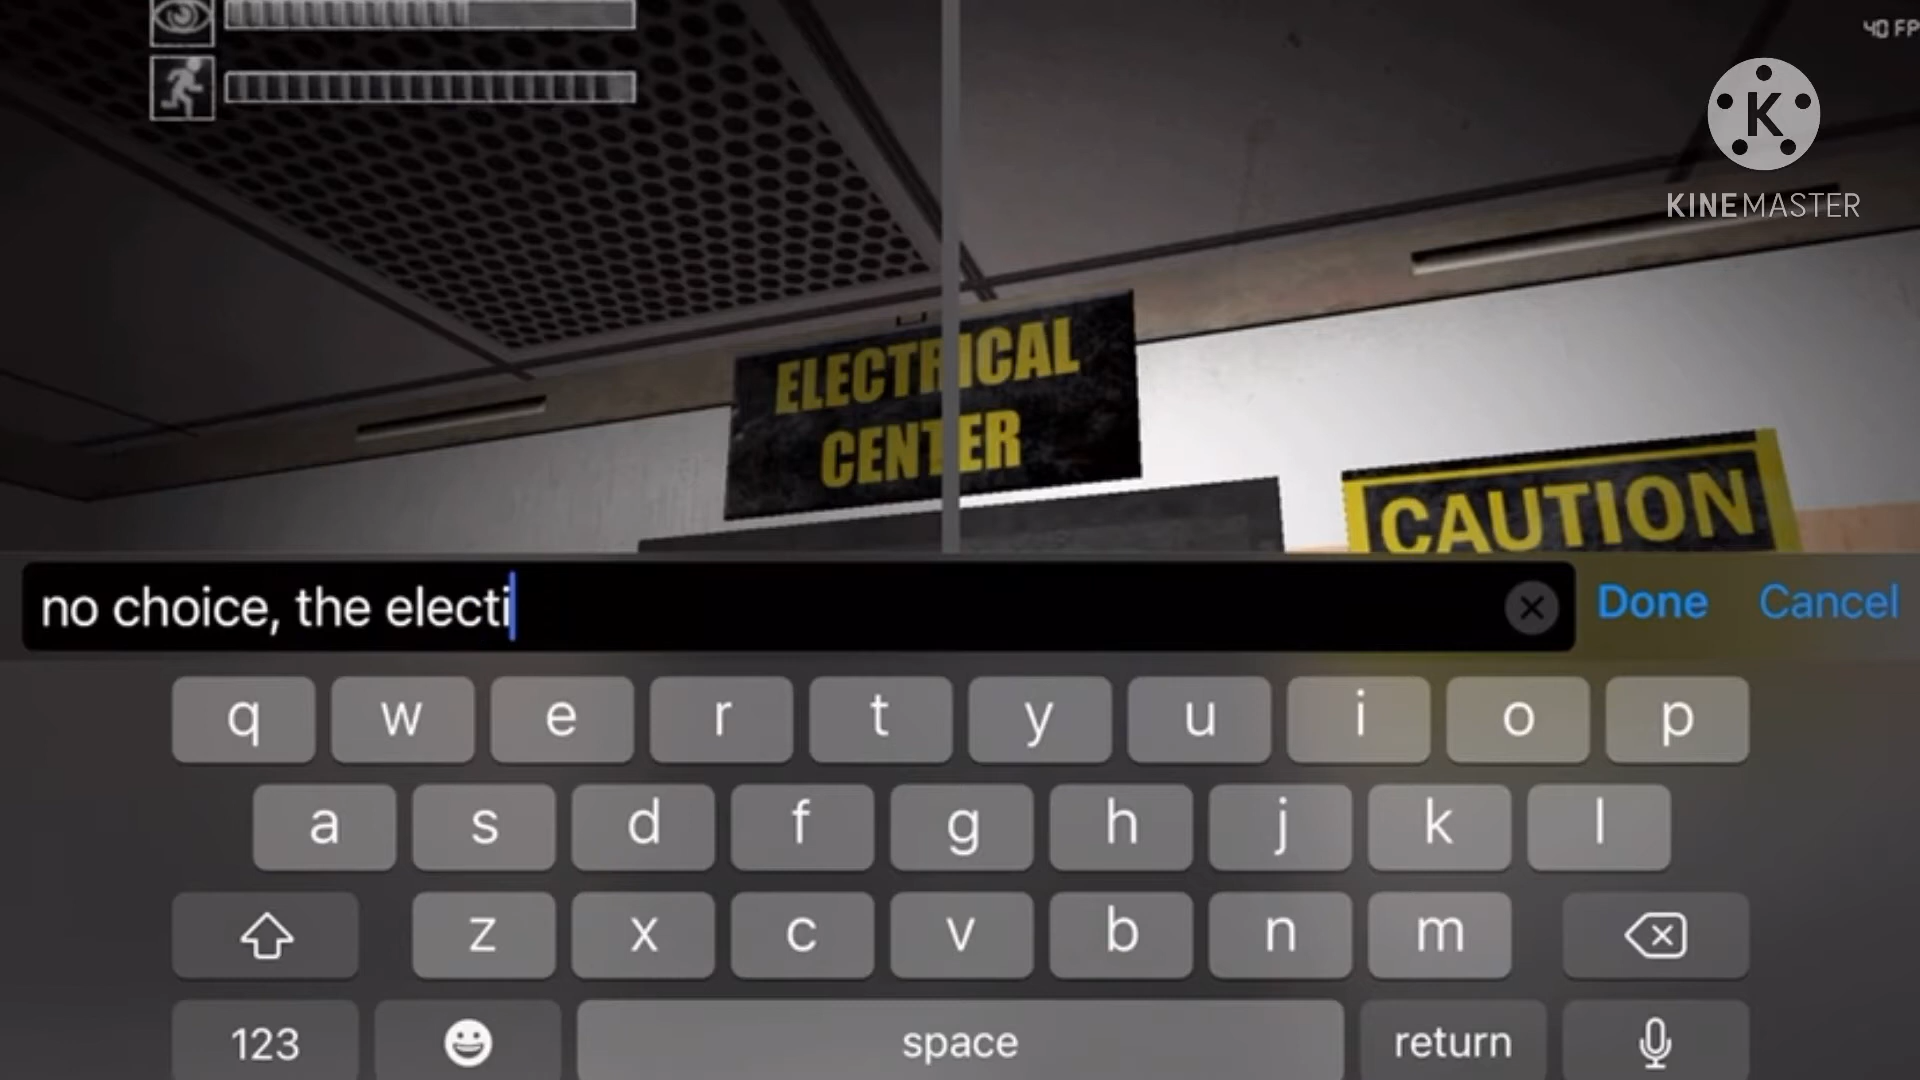 40 FP
K
KINEMASTER
ELECTRICAL
CENTER
CAUTION
no choice, the electi
Done
Cancel
q w e r t y u i o p
a s d f g h j k l
z x c v b n m
123
space
return